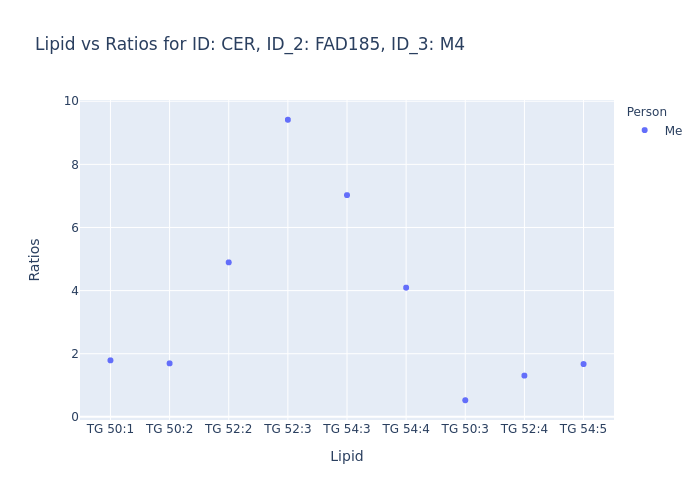 Lipid vs Ratios for ID: CER, ID_2: FAD185, ID_3: M4
Person
Me
Ratios
10
8
6
4
2
0
TG 50:1 TG 50:2 TG 52:2 TG 52:3 TG 54:3 TG 54:4 TG 50:3 TG 52:4 TG 54:5
Lipid